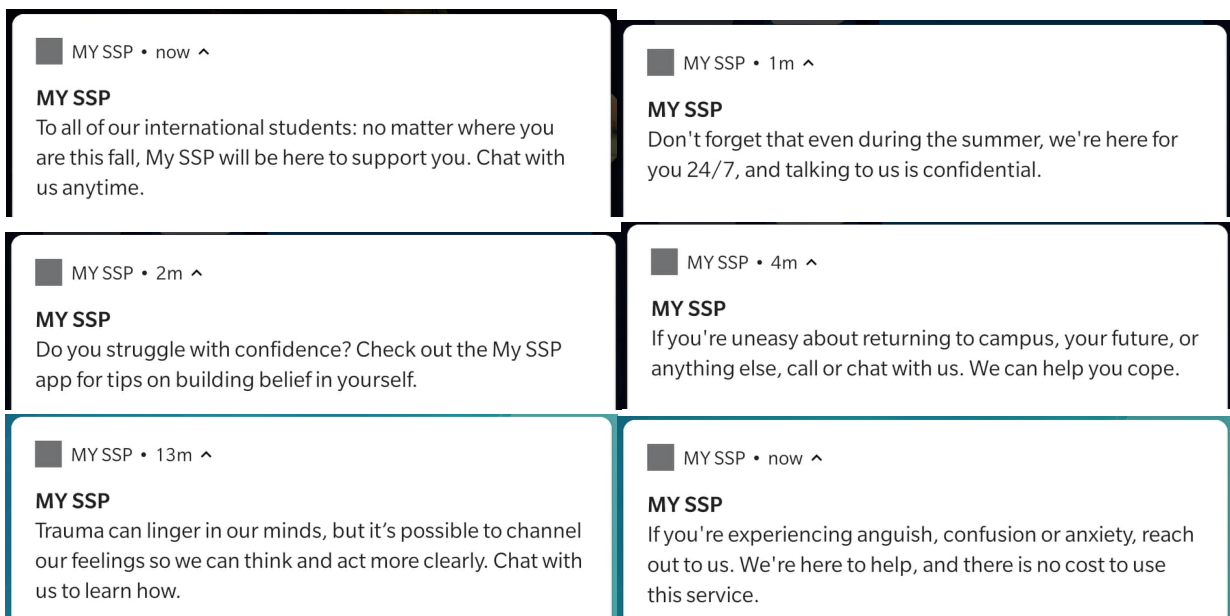 MY SSP • now
MY SSP
To all of our international students: no matter where you
are this fall, My SSP will be here to support you. Chat with
us anytime.
MY SSP • 1m
MY SSP
Don't forget that even during the summer, we're here for
you 24/7, and talking to us is confidential.
MY SSP • 2m
MY SSP
Do you struggle with confidence? Check out the My SSP
app for tips on building belief in yourself.
MY SSP • 4m
MY SSP
If you're uneasy about returning to campus, your future, or
anything else, call or chat with us. We can help you cope.
MY SSP • 13m
MY SSP
Trauma can linger in our minds, but it’s possible to channel
our feelings so we can think and act more clearly. Chat with
us to learn how.
MY SSP • now
MY SSP
If you're experiencing anguish, confusion or anxiety, reach
out to us. We're here to help, and there is no cost to use
this service.